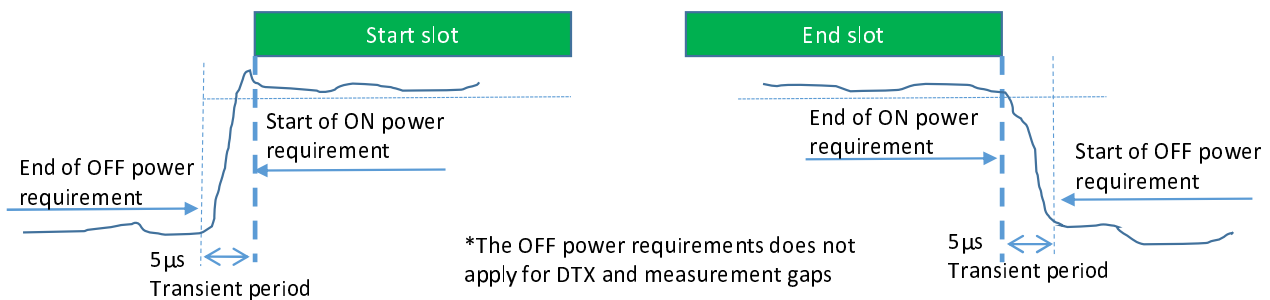 Start slot
End slot
Start of ON power
requirement
End of OFF power
requirement
5µs
Transient period
End of ON power
requirement
Start of OFF power
requirement
5µs
Transient period
*The OFF power requirements does not
apply for DTX and measurement gaps